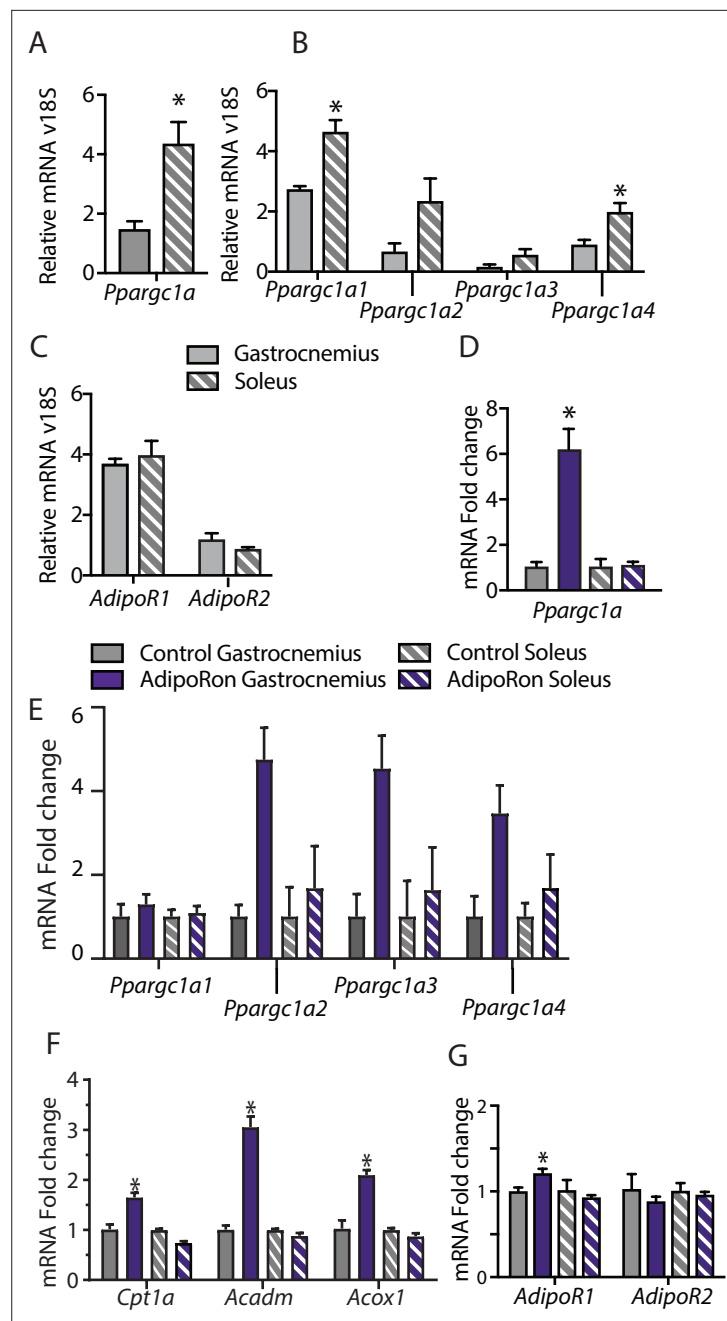 A
B
Relative mRNA v18S
6
4
2
0
*
Ppargc1a
Relative mRNA v18S
6
4
2
0
*
*
Ppargc1a1
Ppargc1a2
Ppargc1a3
Ppargc1a4
C
Gastrocnemius
Soleus
Relative mRNA v18S
6
4
2
0
AdipoR1
AdipoR2
D
mRNA Fold change
8
6
4
2
0
*
Ppargc1a
Control Gastrocnemius
AdipoRon Gastrocnemius
Control Soleus
AdipoRon Soleus
E
mRNA Fold change
6
4
2
0
Ppargc1a1
Ppargc1a2
Ppargc1a3
Ppargc1a4
F
mRNA Fold change
4
3
2
1
0
*
*
*
Cpt1a
Acadm
Acox1
G
mRNA Fold change
2
1
0
*
AdipoR1
AdipoR2